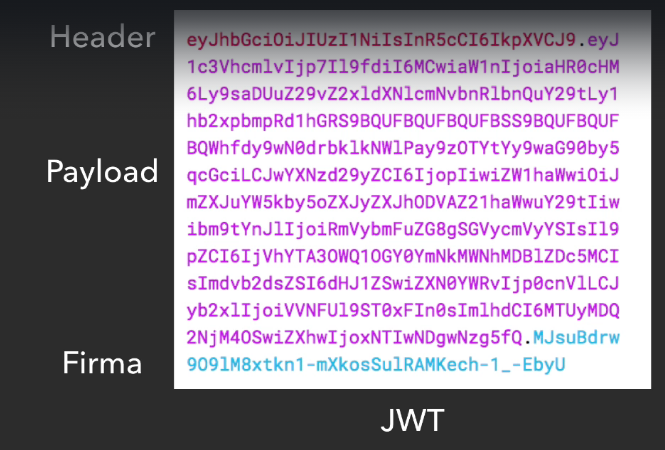 Header
eyJhbGciOiJIUzI1NiIsInR5cCI6IkpXVCJ9.eyJ
1c3VhcmlvIjp7Il9fdiI6MCwiaW1nIjoiaHR0cHM
6Ly9saDUuZ29vZ2xldXNlcmNvbnRlbnQuY29tLy1
hb2xpbmpRd1hGRS9BQUFBQUFBQUFBSS9BQUFBQUF
BQWhfdy9wN0drbklkNWlPay9zOTYtYy9waG90by5
qcGciLCJwYXNzd29yZCI6IjopIiwiZW1haWwiOiJ
mZXJuYW5kby5oZXJyZXJhODVAZ21haWwuY29tIiw
ibm9tYnJlIjoiRmVybmFuZG8gSGVycmVyYSIsIl9
pZCI6IjVhYTA3OWQ1OGY0YmNkMWNhMDBlZDc5MCI
sImdvb2dsZSI6dHJ1ZSwiZXN0YWRvIjp0cnVlLCJ
yb2xlIjoiVVNFUl9ST0xFIn0sImlhdCI6MTUyMDQ
2NjM4OSwiZXhwIjoxNTIwNDgwNzg5fQ.MJsuBdrw
9O9lM8xtkn1-mXkosSulRAMKech-1_-EbyU
Payload
Firma
JWT